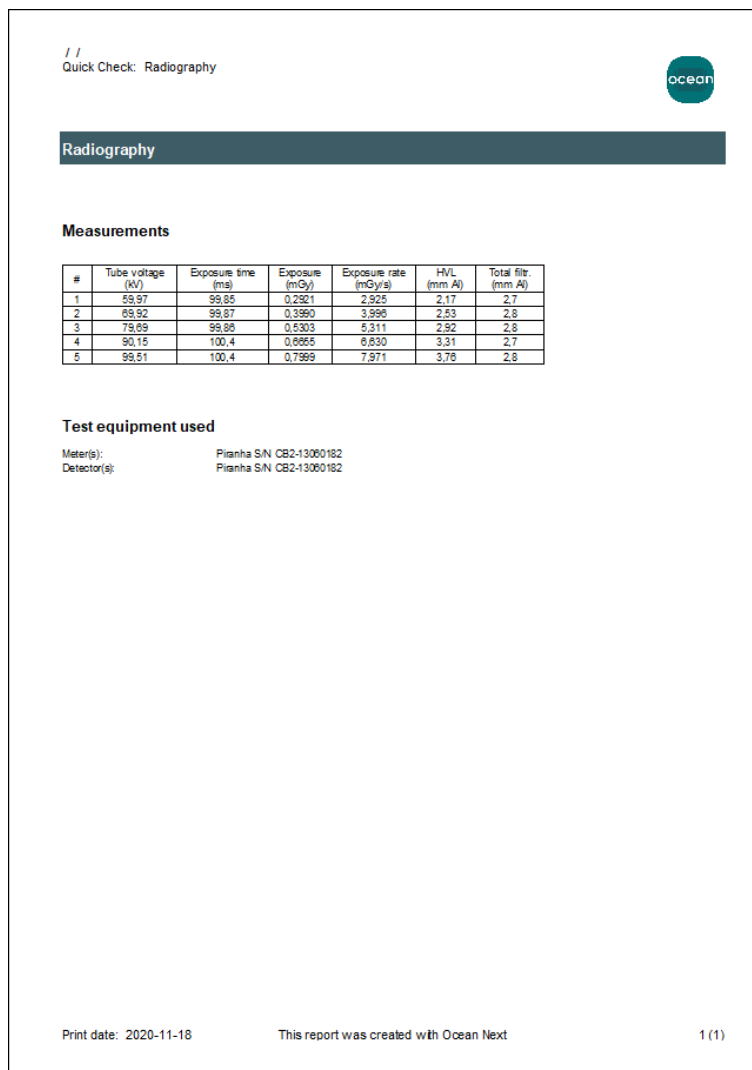 / /
Quick Check: Radiography
ocean
Radiography
Measurements
# Tube voltage (kV) Exposure time (ms) Exposure (mGy) Exposure rate (mGy/s) HVL (mm Al) Total filtr. (mm Al)
1 59,97 99,85 0,2921 2,925 2,17 2,7
2 69,92 99,87 0,3990 3,996 2,53 2,8
3 79,69 99,86 0,5303 5,311 2,92 2,8
4 90,15 100,4 0,6655 6,630 3,31 2,7
5 99,51 100,4 0,7999 7,971 3,76 2,8
Test equipment used
Meter(s): Piranha S/N CB2-13060182
Detector(s): Piranha S/N CB2-13060182
Print date: 2020-11-18 This report was created with Ocean Next 1 (1)